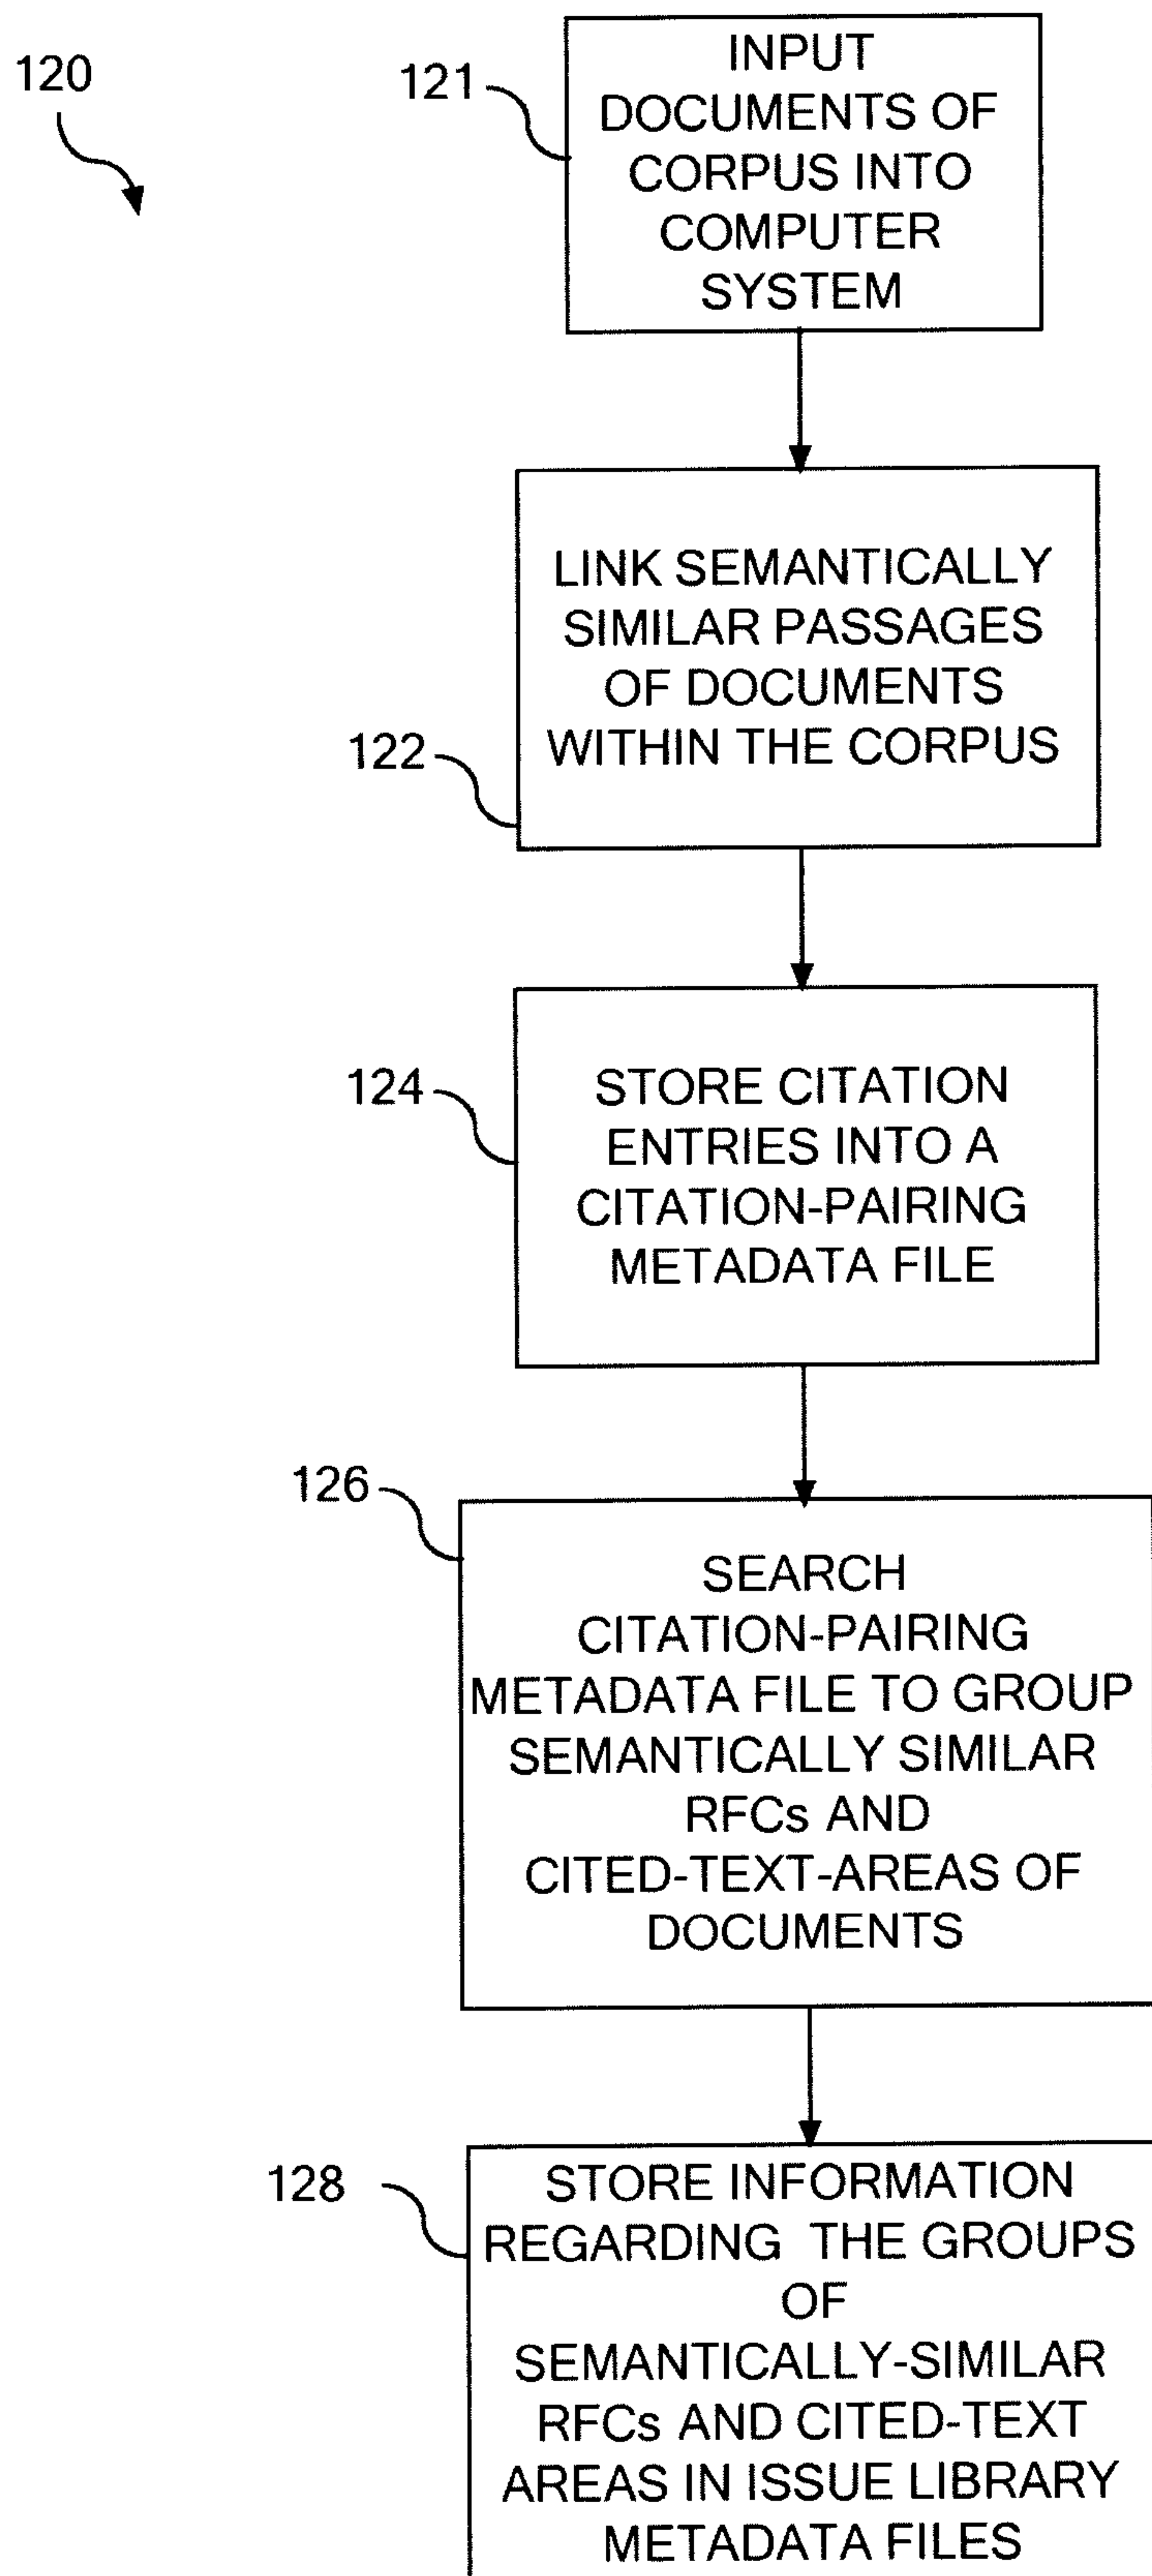 120
121
INPUT
DOCUMENTS OF
CORPUS INTO
COMPUTER
SYSTEM
LINK SEMANTICALLY
SIMILAR PASSAGES
OF DOCUMENTS
WITHIN THE CORPUS
122
124
STORE CITATION
ENTRIES INTO A
CITATION-PAIRING
METADATA FILE
126
SEARCH
CITATION-PAIRING
METADATA FILE TO GROUP
SEMANTICALLY SIMILAR
RFCs AND
CITED-TEXT-AREAS OF
DOCUMENTS
128
STORE INFORMATION
REGARDING THE GROUPS
OF
SEMANTICALLY-SIMILAR
RFCs AND CITED-TEXT
AREAS IN ISSUE LIBRARY
METADATA FILES